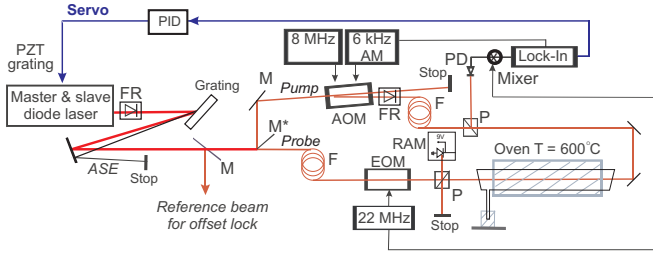 Servo
PID
PZT
grating
Master & slave
diode laser
FR
Grating
ASE
Stop
M
Reference beam
for offset lock
M
M*
Pump
Probe
8 MHz
6 kHz
AM
AOM
FR
Stop
F
PD
Mixer
Lock-In
P
F
RAM
9V
EOM
22 MHz
P
Stop
Oven T = 600°C